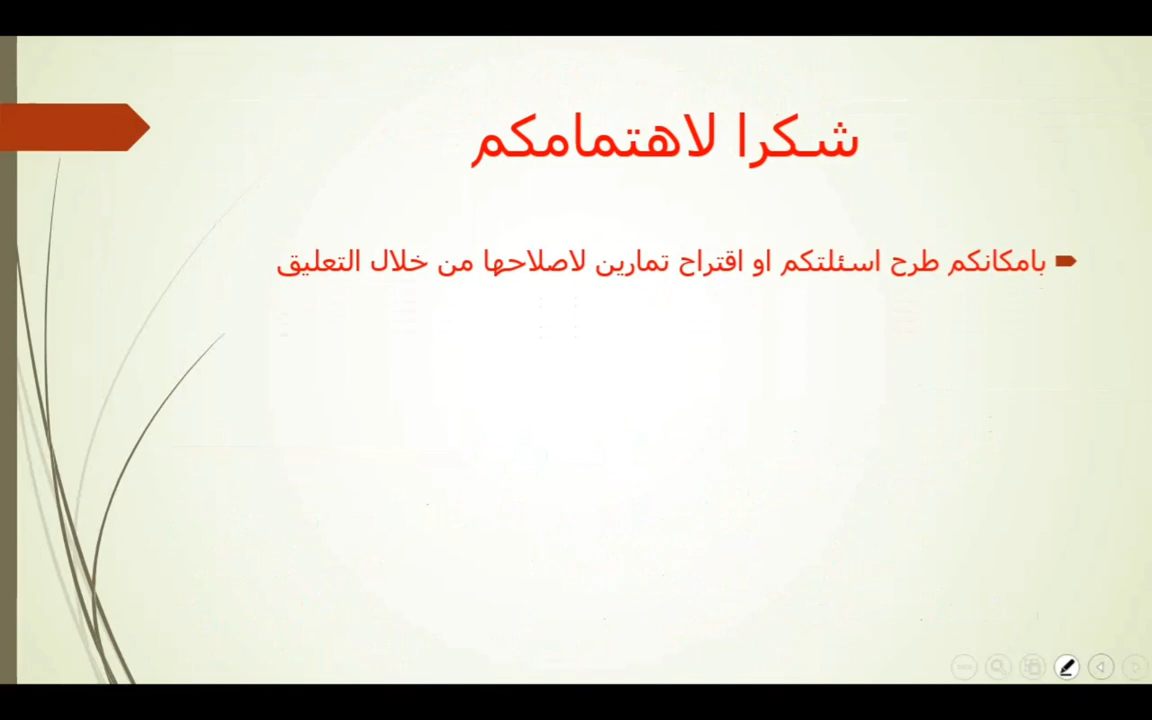 شكرا لاهتمامكم
بامكانكم طرح اسئلتكم او اقتراح تمارين لاصلاحها من خلال التعليق